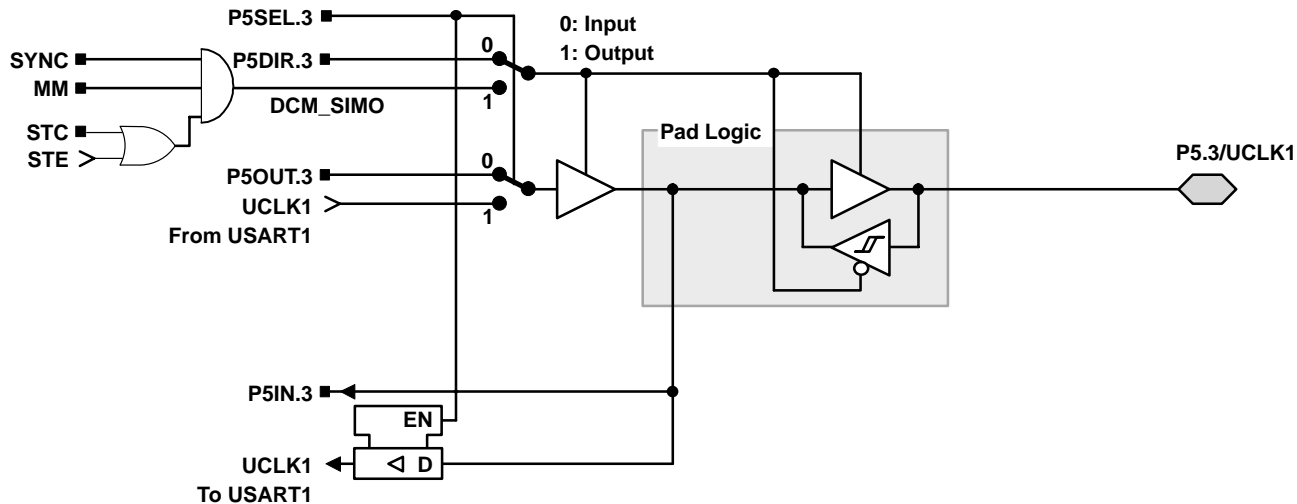 P5SEL.3
0: Input
1: Output
SYNC
P5DIR.3
0
MM
1
DCM_SIMO
STC
STE
Pad Logic
P5.3/UCLK1
P5OUT.3
0
UCLK1
1
From USART1
P5IN.3
EN
UCLK1
D
To USART1